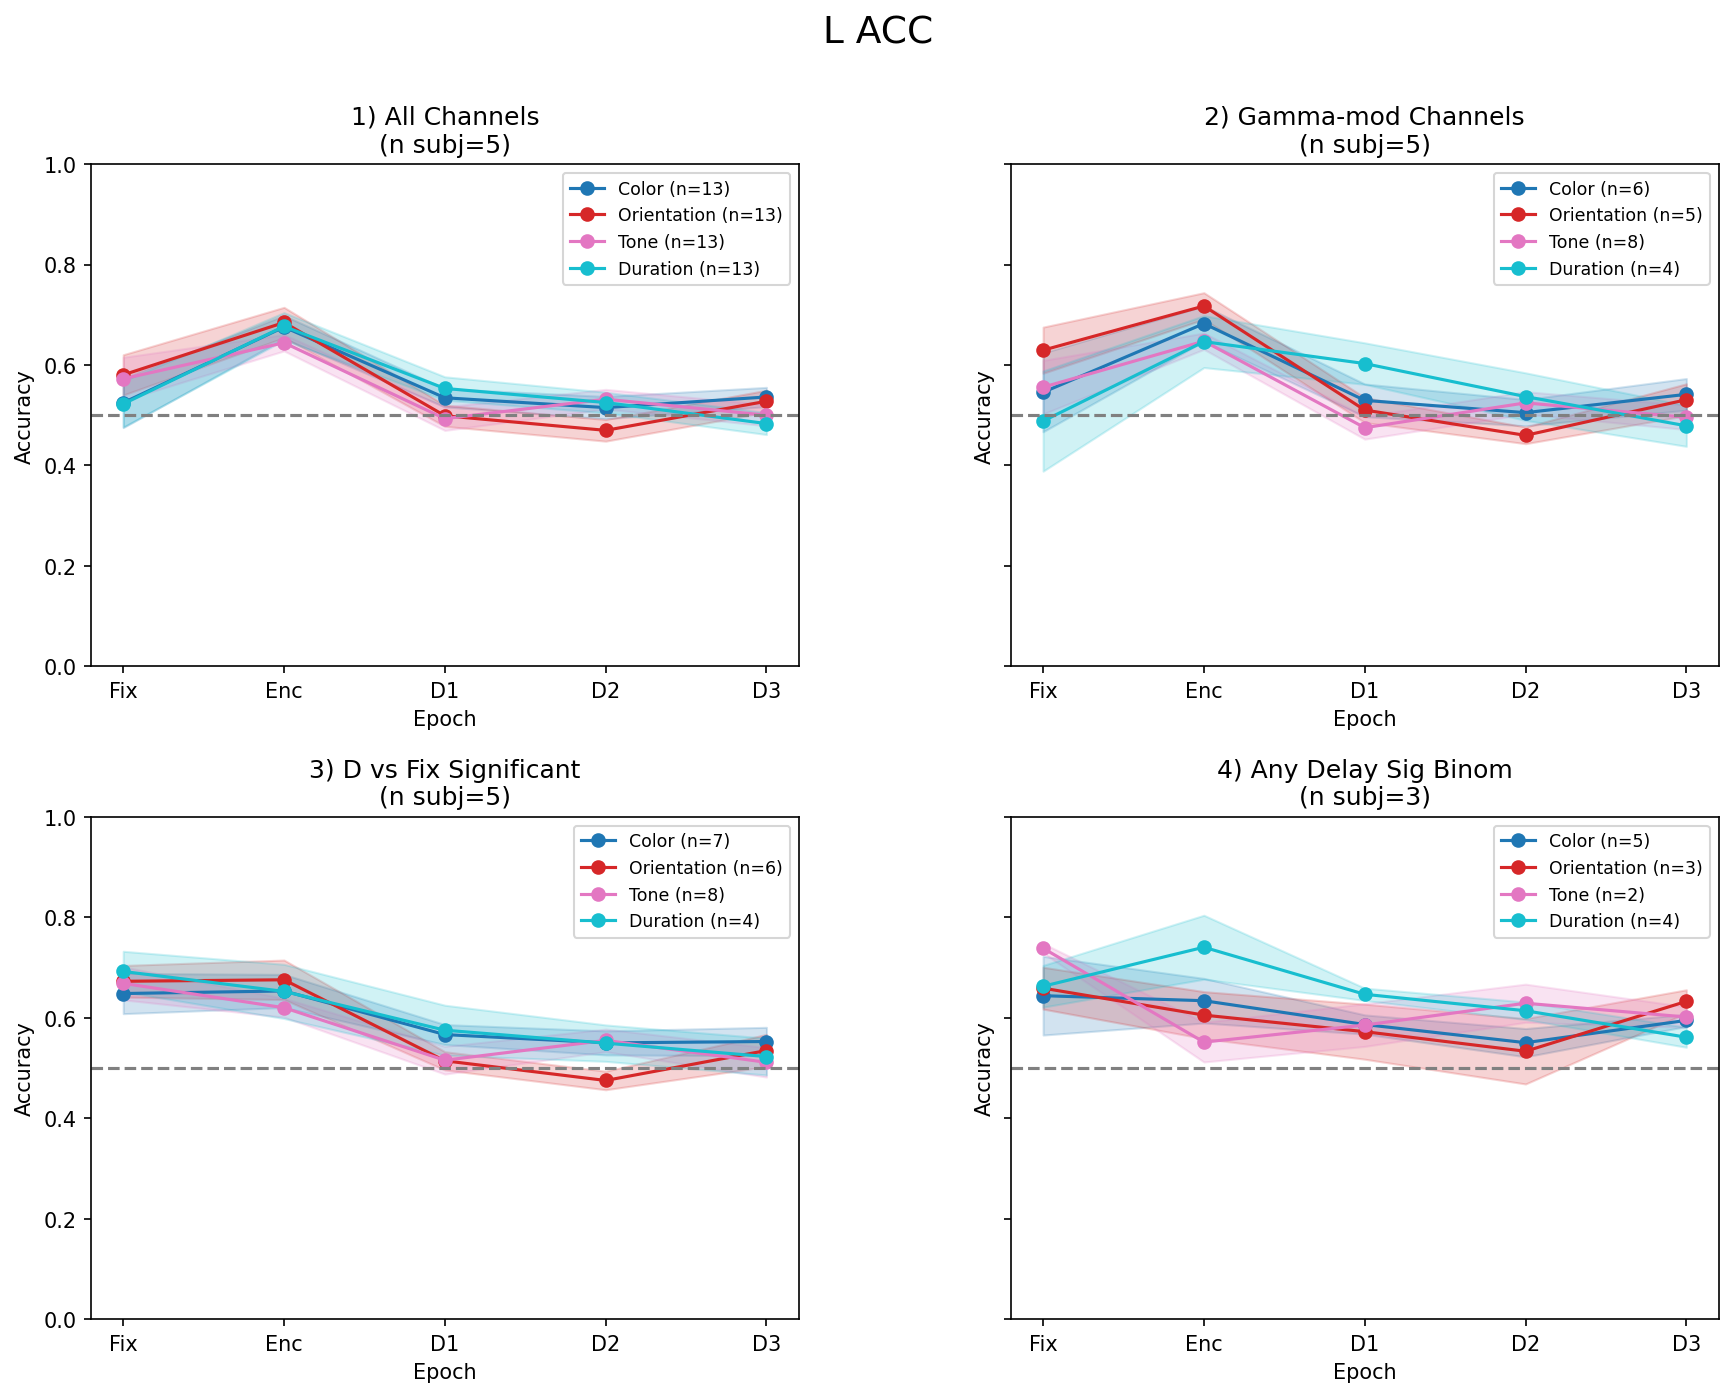 L ACC
1) All Channels
(n subj=5)
1.0
0.8
0.6
0.4
0.2
0.0
Accuracy
Color (n=13)
Orientation (n=13)
Tone (n=13)
Duration (n=13)
Fix Enc D1 D2 D3
Epoch
2) Gamma-mod Channels
(n subj=5)
Accuracy
Color (n=6)
Orientation (n=5)
Tone (n=8)
Duration (n=4)
Fix Enc D1 D2 D3
Epoch
3) D vs Fix Significant
(n subj=5)
1.0
0.8
0.6
0.4
0.2
0.0
Accuracy
Color (n=7)
Orientation (n=6)
Tone (n=8)
Duration (n=4)
Fix Enc D1 D2 D3
Epoch
4) Any Delay Sig Binom
(n subj=3)
Accuracy
Color (n=5)
Orientation (n=3)
Tone (n=2)
Duration (n=4)
Fix Enc D1 D2 D3
Epoch